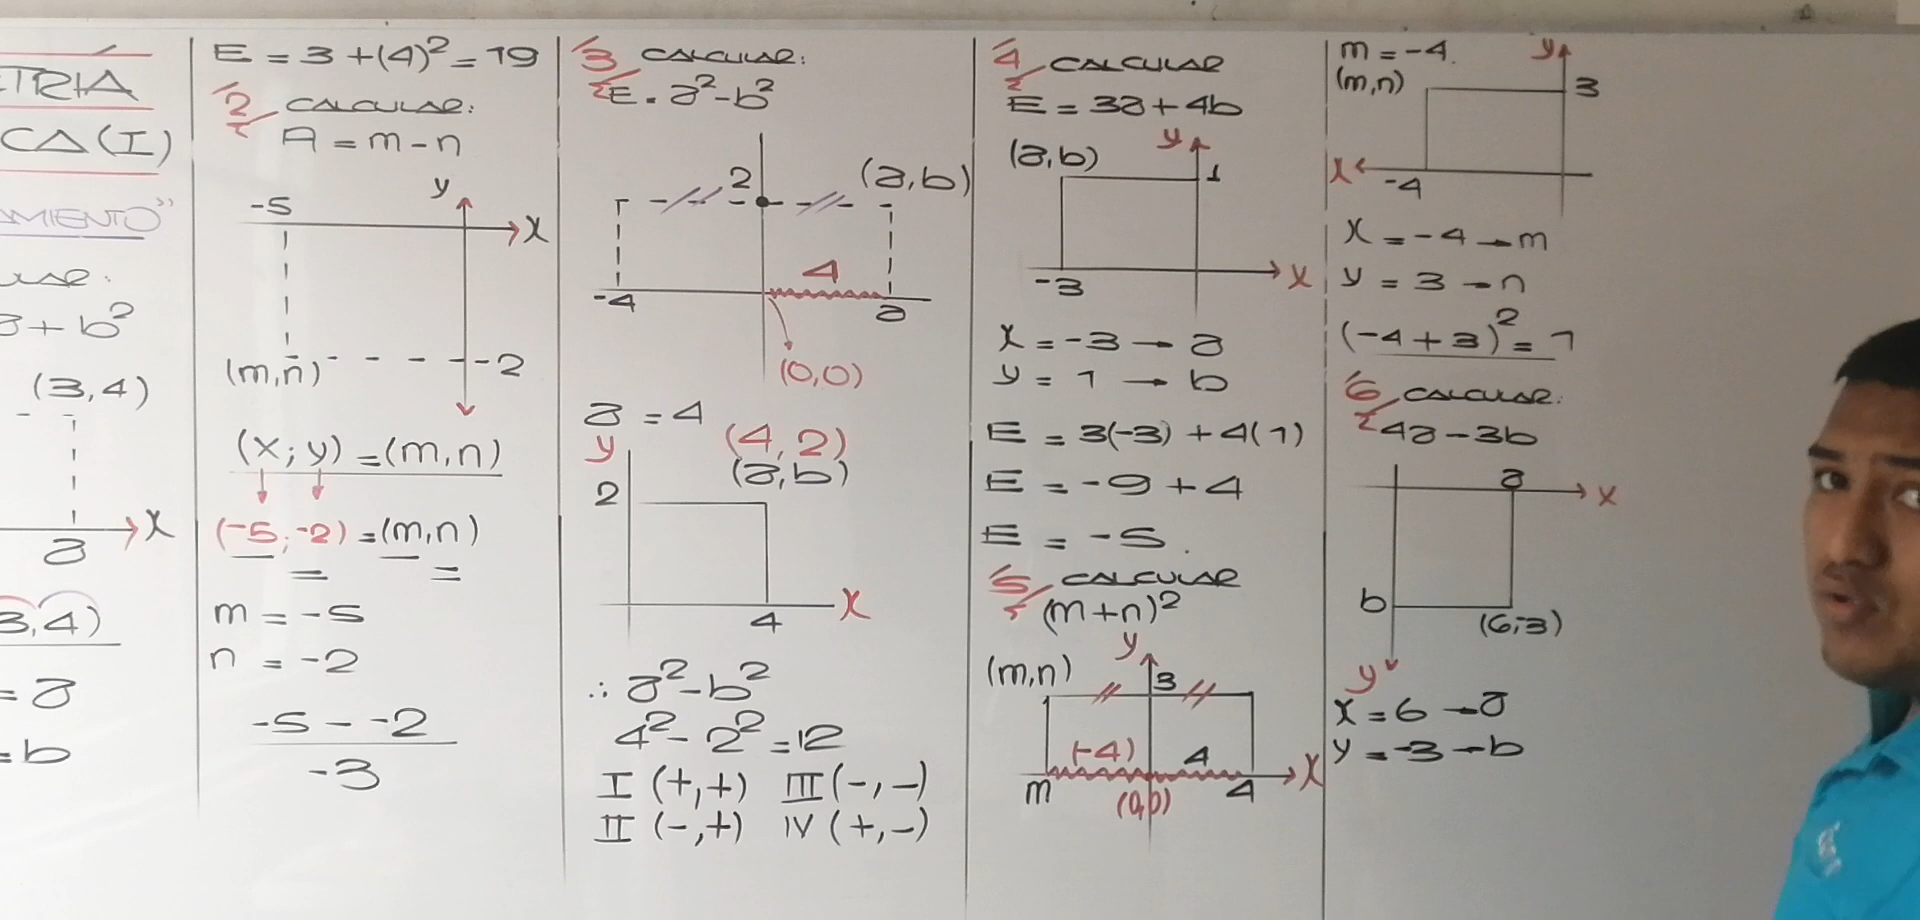 TRIA
CA (I)
AMIENTO"
+ b²
(3,4)
x
a
3,4)
= a
= b
E = 3 + (4)² = 19
2 CALCULAR:
A = m - n
y
-5
x
(m,n)
-2
(x; y) = (m,n)
(-5; -2) = (m,n)
m = -5
n = -2
-5 - -2
-3
3 CALCULAR:
E = a² - b²
2
(a,b)
4
-4
a
(0,0)
a = 4
y
(4,2)
(a,b)
2
4
x
∴ a² - b²
4² - 2² = 12
I (+,+) III (-,-)
II (-,+) IV (+,-)
4 CALCULAR
E = 3a + 4b
y
(a,b)
1
-3
x
x = -3 → a
y = 1 → b
E = 3(-3) + 4(1)
E = -9 + 4
E = -5.
5 CALCULAR
(m+n)²
y
(m,n)
3
(-4)
4
x
m
(0,0)
4
m = -4.
y
(m,n)
3
x
-4
x = -4 → m
y = 3 → n
(-4 + 3)² = 1
6 CALCULAR:
4a - 3b
a
x
b
(6,-3)
y
x = 6 → a
y = -3 → b